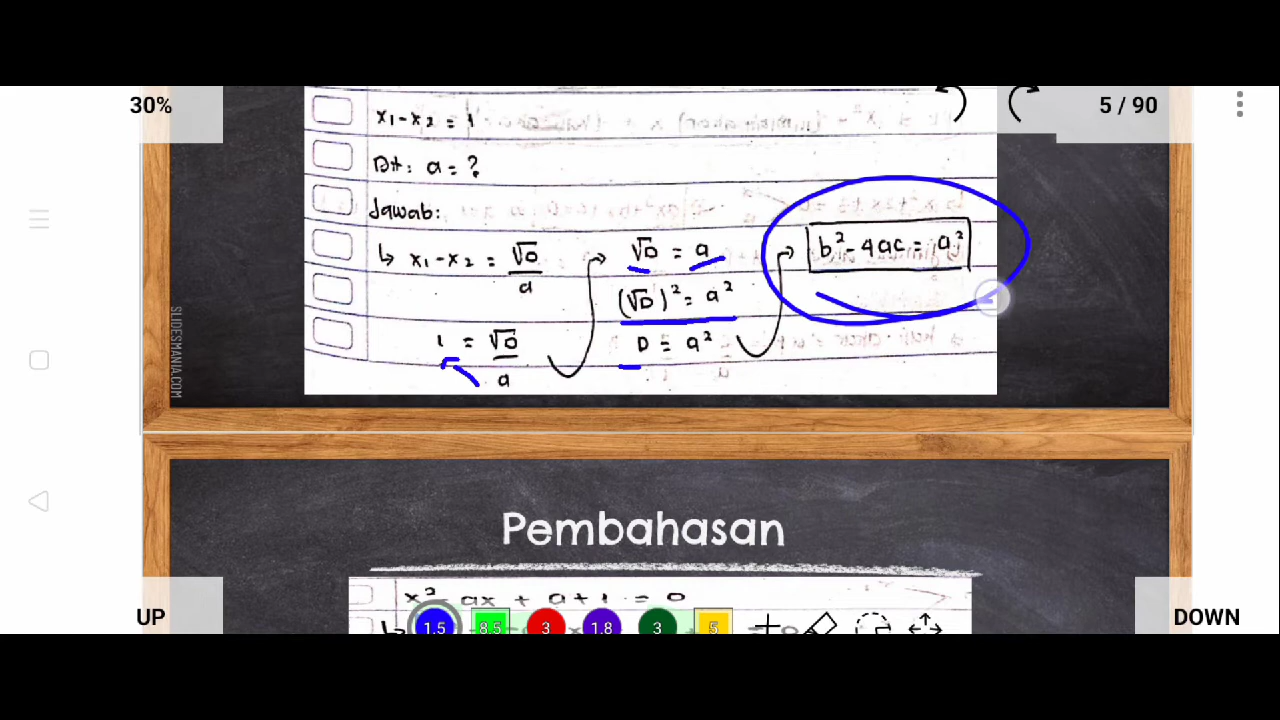 30%
5 / 90
x₁ - x₂ = 1
Dit: a = ?
Jawab:
↳ x₁ - x₂ = √D / a
1 = √D / a
→ √D = a
(√D)² = a²
D = a²
→ b² - 4ac = a²
SLIDESMANIA.COM
Pembahasan
x² ax + a + 1 = 0
UP
1.5 8.5 3 1.8 3 5
DOWN